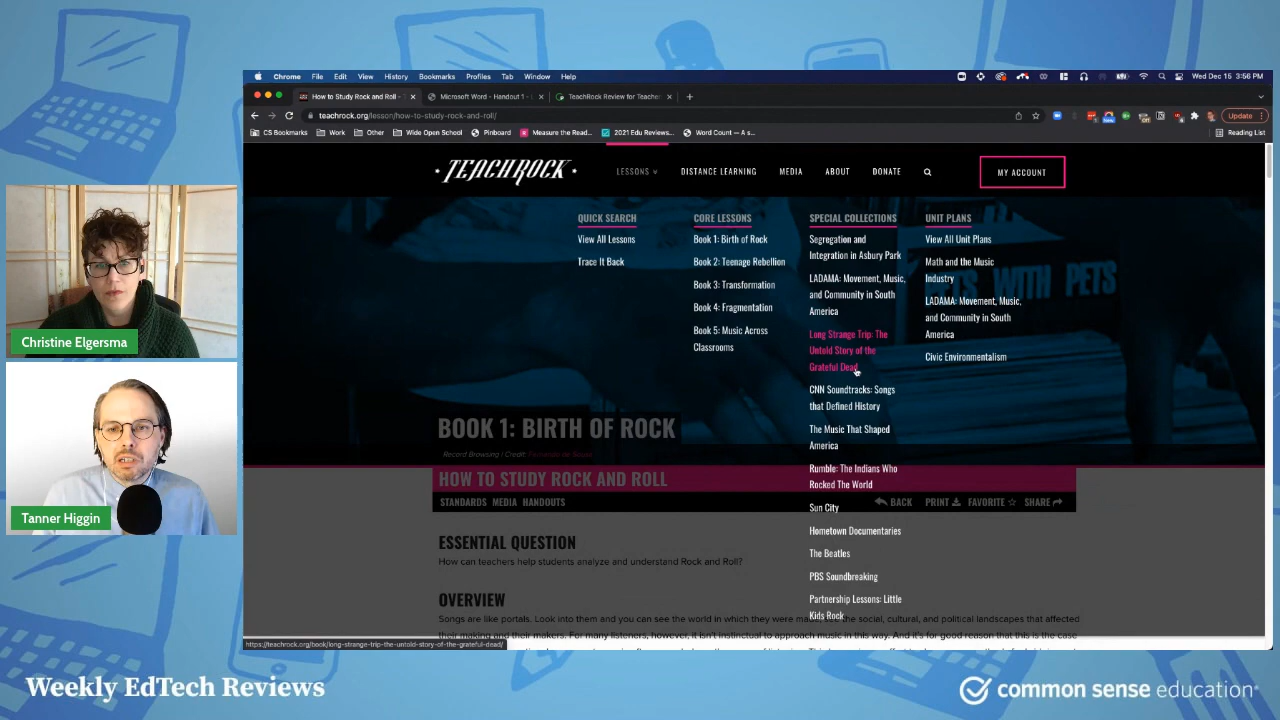 Chrome File Edit View History Bookmarks Profiles Tab Window Help
Wed Dec 15 3:56 PM
How to Study Rock and Roll -
Microsoft Word - Handout 1 -
TeachRock Review for Teacher
teachrock.org/lesson/how-to-study-rock-and-roll/
Update
CS Bookmarks Work Other Wide Open School Pinboard Measure the Read... 2021 Edu Reviews... Word Count — A s...
Reading List
TEACHROCK
LESSONS DISTANCE LEARNING MEDIA ABOUT DONATE
MY ACCOUNT
QUICK SEARCH
View All Lessons
Trace It Back
CORE LESSONS
Book 1: Birth of Rock
Book 2: Teenage Rebellion
Book 3: Transformation
Book 4: Fragmentation
Book 5: Music Across
Classrooms
SPECIAL COLLECTIONS
Segregation and
Integration in Asbury Park
LADAMA: Movement, Music,
and Community in South
America
Long Strange Trip: The
Untold Story of the
Grateful Dead
CNN Soundtracks: Songs
that Defined History
The Music That Shaped
America
Rumble: The Indians Who
Rocked The World
Sun City
Hometown Documentaries
The Beatles
PBS Soundbreaking
Partnership Lessons: Little
Kids Rock
UNIT PLANS
View All Unit Plans
Math and the Music
Industry
LADAMA: Movement, Music,
and Community in South
America
Civic Environmentalism
WITH PETS
BOOK 1: BIRTH OF ROCK
Record Browsing | Credit:
HOW TO STUDY ROCK AND ROLL
STANDARDS MEDIA HANDOUTS
BACK PRINT FAVORITE SHARE
ESSENTIAL QUESTION
How can teachers help students analyze and understand Rock and Roll?
OVERVIEW
Songs are like portals. Look into them and you can see the world in which they were the social, cultural, and political landscapes that affected
their making and their makers. For many listeners, however, it isn't instinctual to approach music in this way. And it's for good reason that this is the case
https://teachrock.org/book/long-strange-trip-the-untold-story-of-the-grateful-dead/
Christine Elgersma
Tanner Higgin
Weekly EdTech Reviews
common sense education